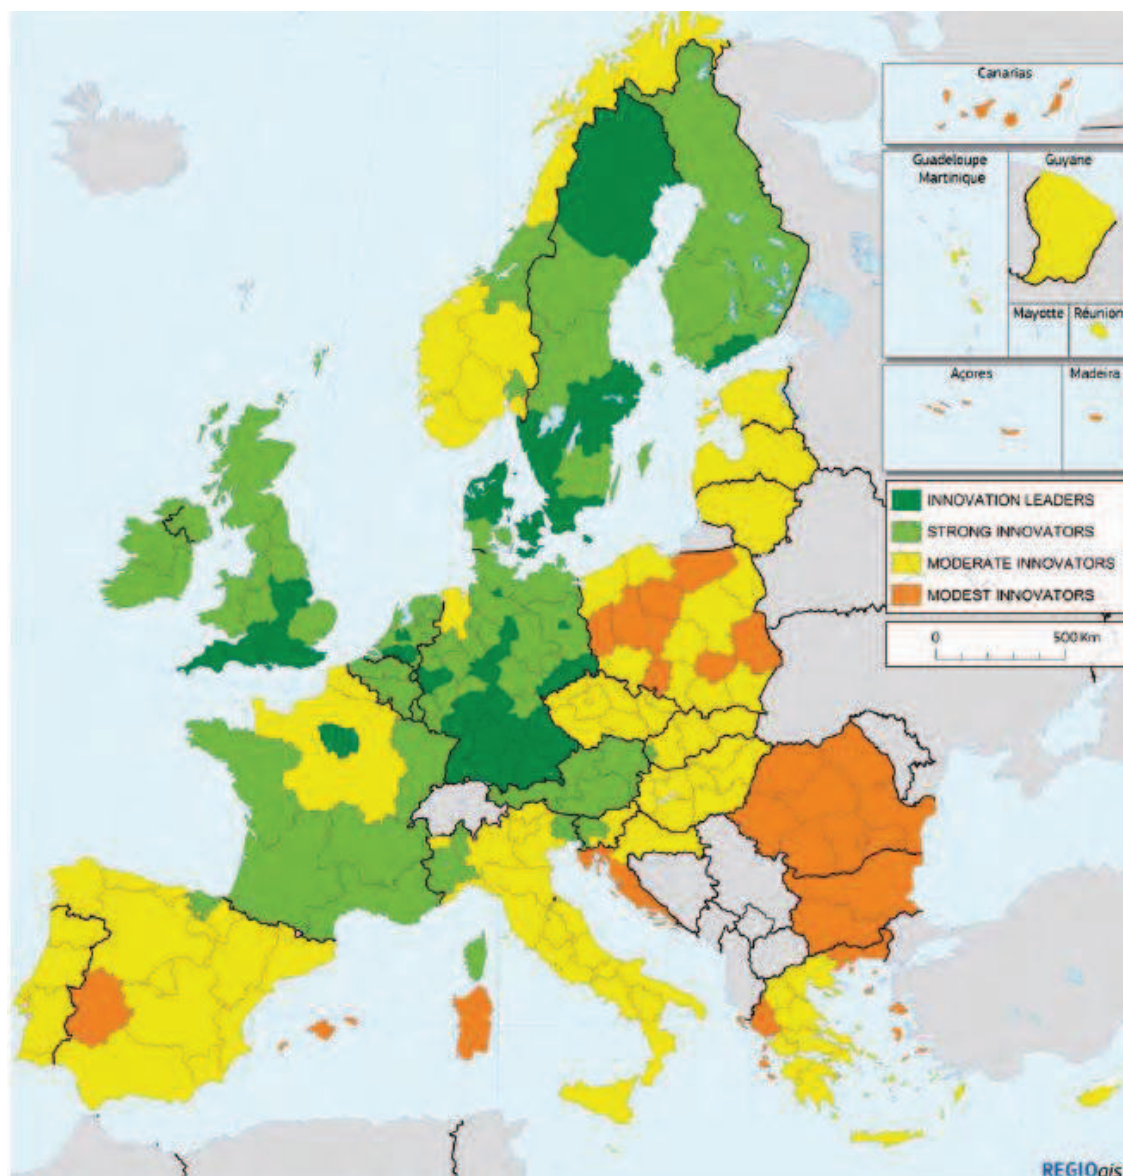 Canarias
Guadeloupe
Martinique
Guyane
Mayotte
Réunion
Açores
Madeira
INNOVATION LEADERS
STRONG INNOVATORS
MODERATE INNOVATORS
MODEST INNOVATORS
0 500 Km
REGIOgis